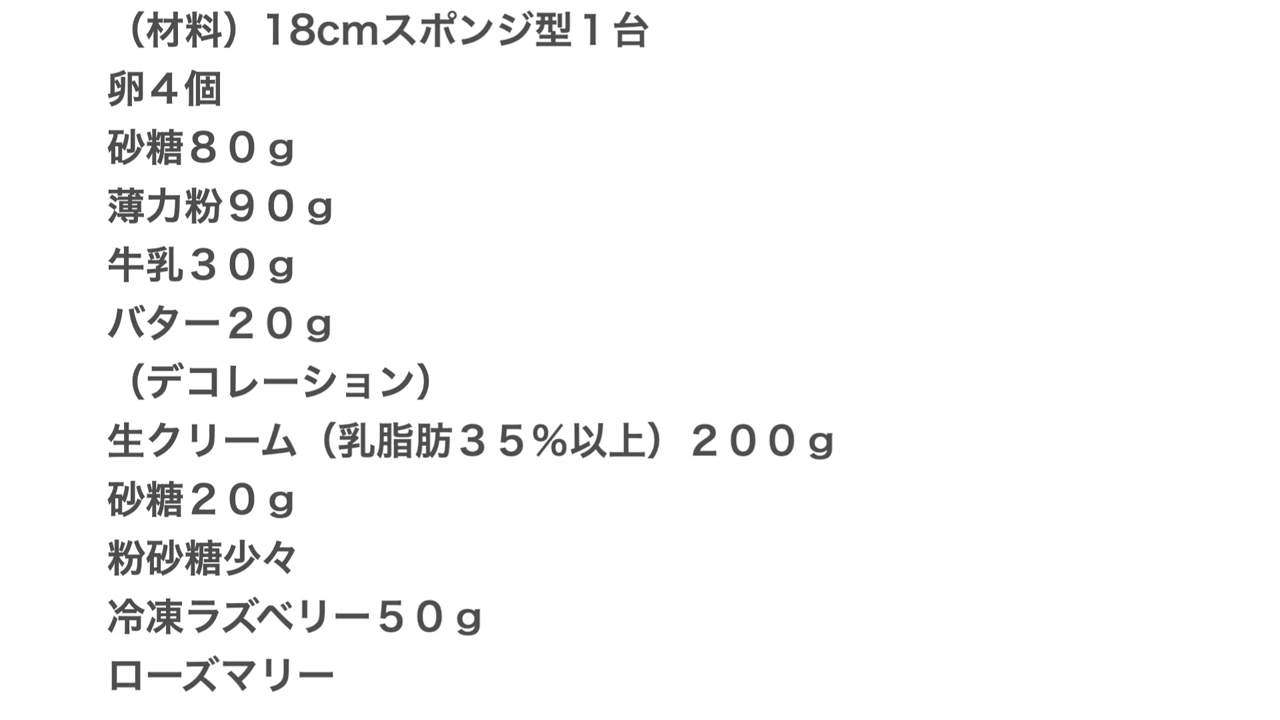 （材料）18cmスポンジ型１台
卵４個
砂糖８０ｇ
薄力粉９０ｇ
牛乳３０ｇ
バター２０ｇ
（デコレーション）
生クリーム（乳脂肪３５％以上）２００ｇ
砂糖２０ｇ
粉砂糖少々
冷凍ラズベリー５０ｇ
ローズマリー